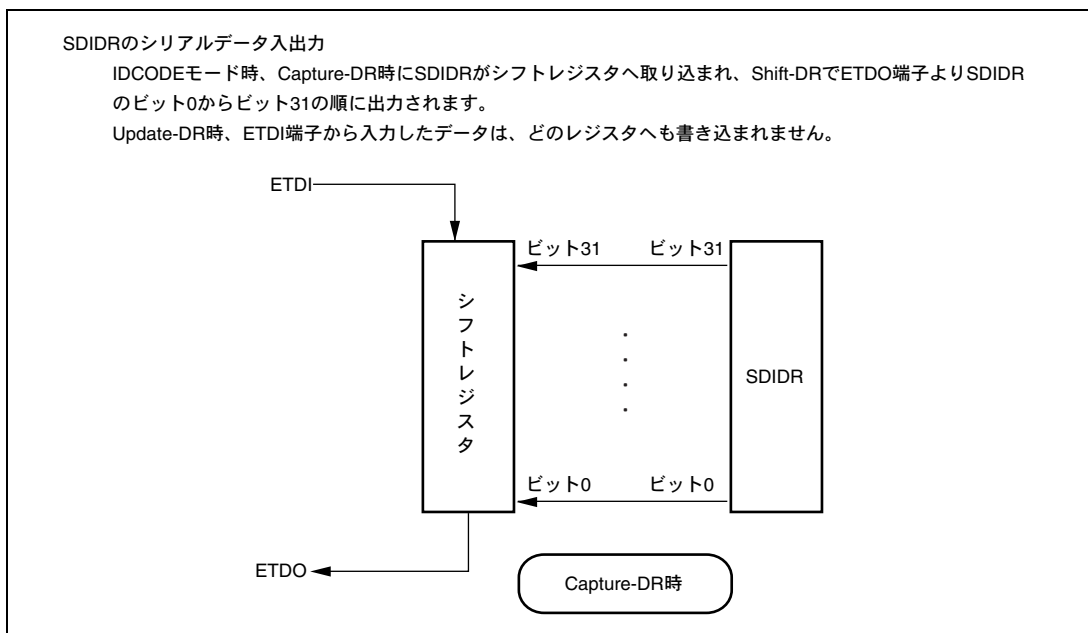 SDIDRのシリアルデータ入出力
IDCODEモード時、Capture-DR時にSDIDRがシフトレジスタへ取り込まれ、Shift-DRでETDO端子よりSDIDR
のビット0からビット31の順に出力されます。
Update-DR時、ETDI端子から入力したデータは、どのレジスタへも書き込まれません。
ETDI
ビット31 ビット31
シフトレジスタ
SDIDR
ビット0 ビット0
ETDO
Capture-DR時